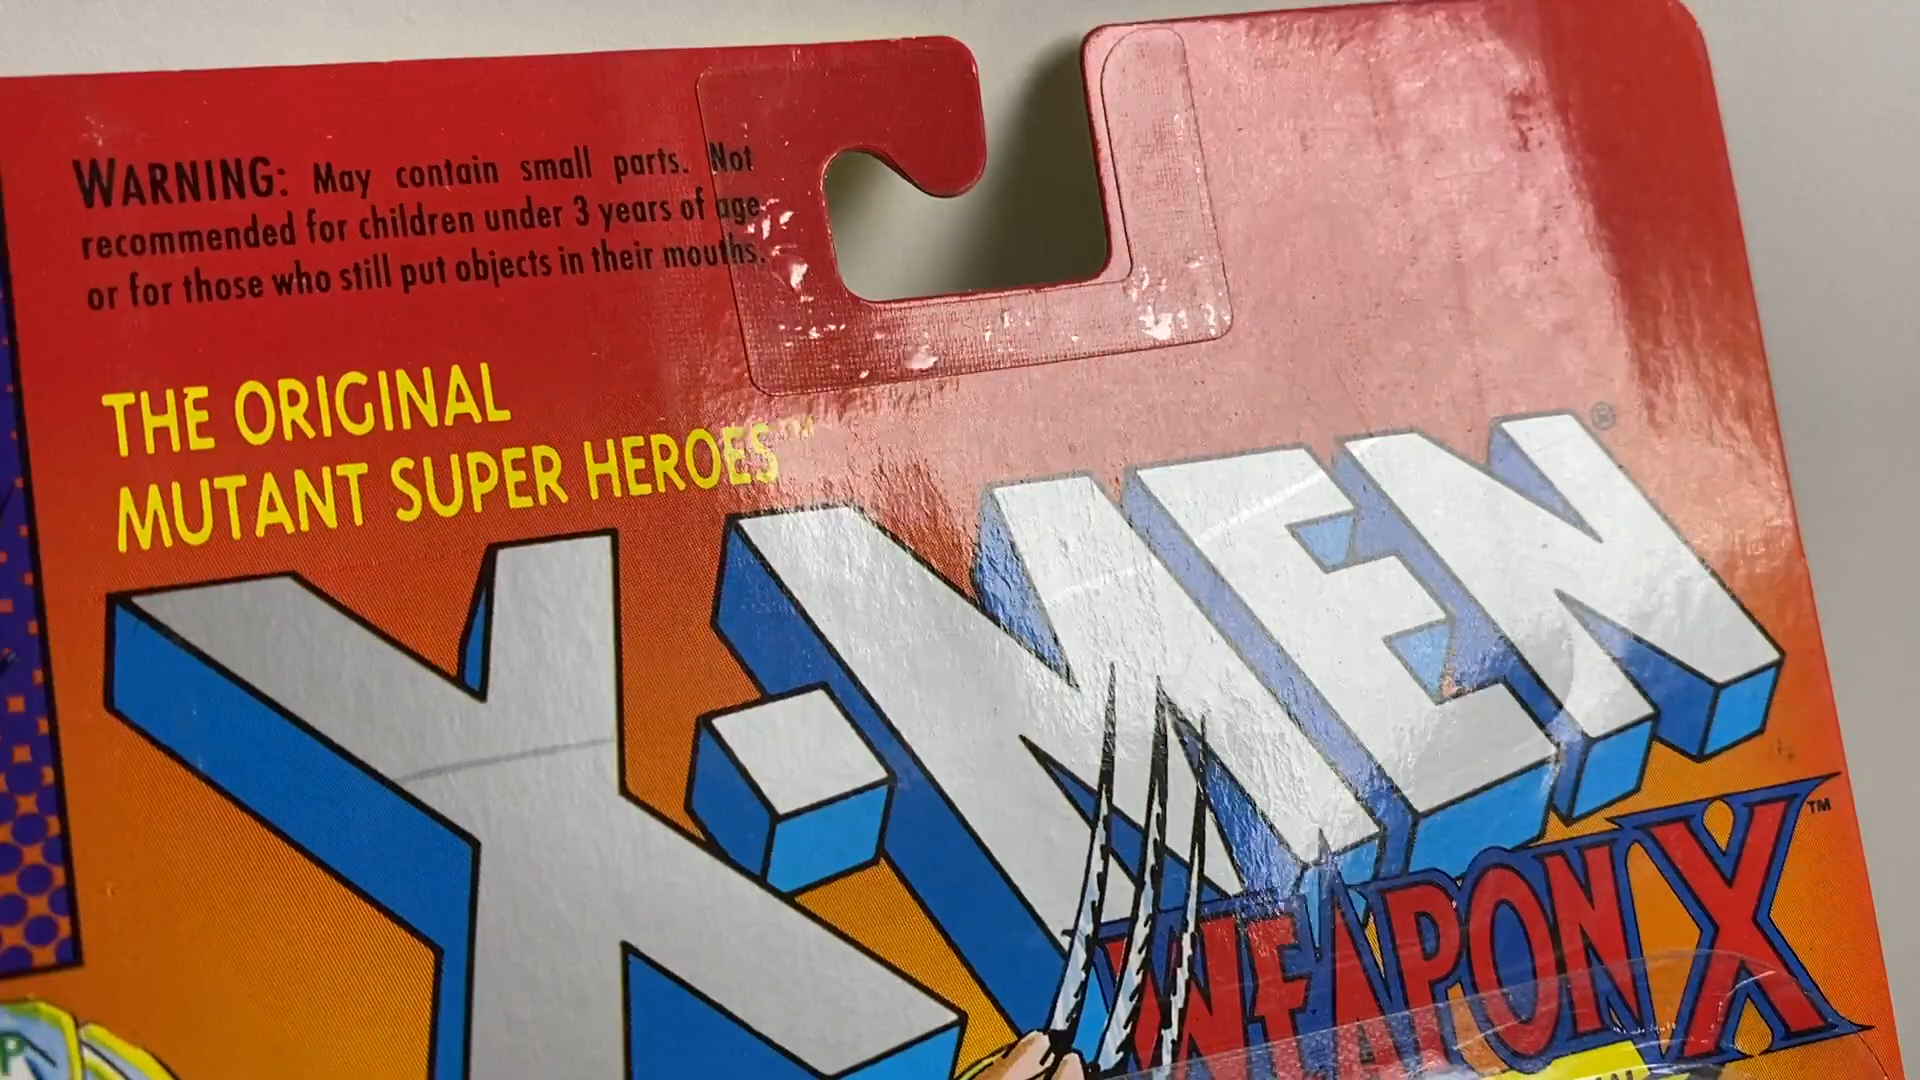 WARNING: May contain small parts. Not
recommended for children under 3 years of age
or for those who still put objects in their mouths.
THE ORIGINAL
MUTANT SUPER HEROES™
X-MEN®
WEAPON X™